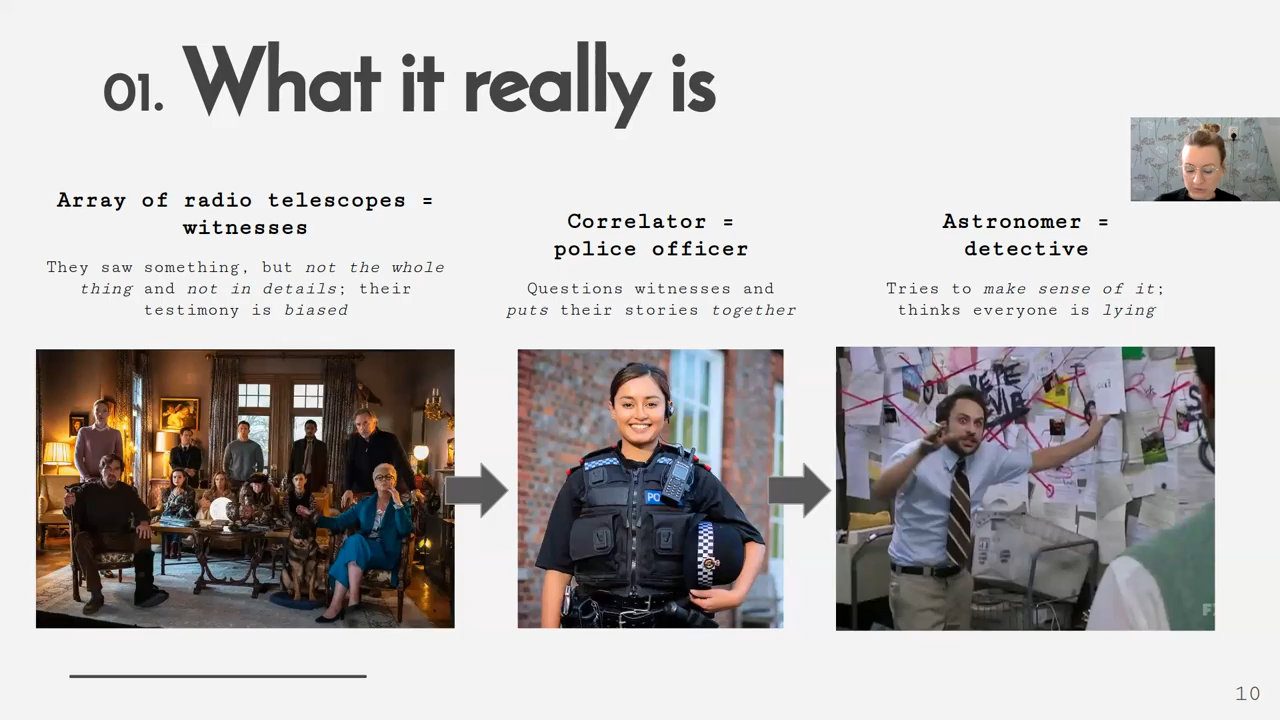 01. What it really is
Array of radio telescopes =
witnesses
They saw something, but not the whole
thing and not in details; their
testimony is biased
Correlator =
police officer
Questions witnesses and
puts their stories together
Astronomer =
detective
Tries to make sense of it;
thinks everyone is lying
PO
10